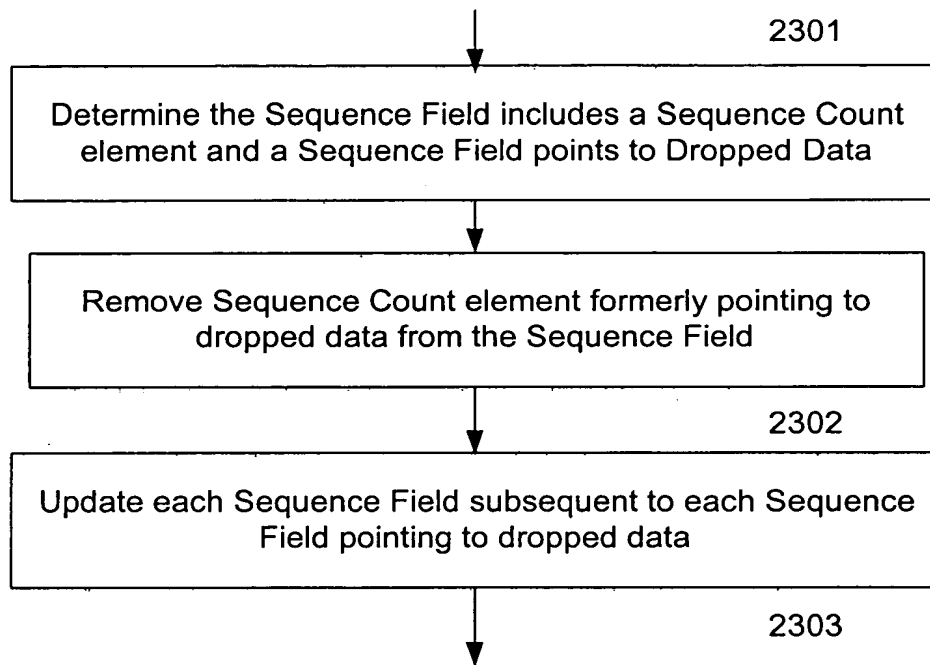 2301
Determine the Sequence Field includes a Sequence Count
element and a Sequence Field points to Dropped Data
Remove Sequence Count element formerly pointing to
dropped data from the Sequence Field
2302
Update each Sequence Field subsequent to each Sequence
Field pointing to dropped data
2303